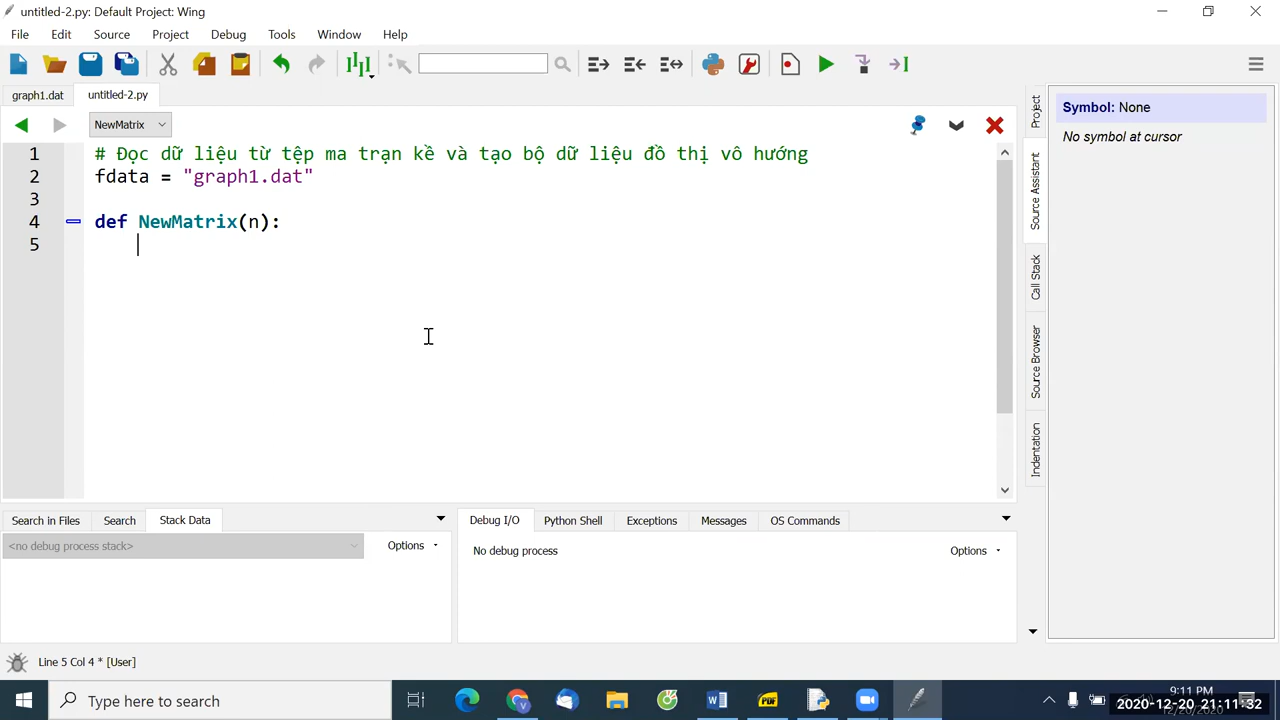 untitled-2.py: Default Project: Wing
File Edit Source Project Debug Tools Window Help
graph1.dat untitled-2.py
NewMatrix
1 # Đọc dữ liệu từ tệp ma trạn kề và tạo bộ dữ liệu đồ thị vô hướng
2 fdata = "graph1.dat"
3
4 def NewMatrix(n):
5
Project
Source Assistant
Call Stack
Source Browser
Indentation
Symbol: None
No symbol at cursor
Search in Files Search Stack Data
<no debug process stack> Options
Debug I/O Python Shell Exceptions Messages OS Commands
No debug process Options
Line 5 Col 4 * [User]
Type here to search
9:11 PM
2020-12-20 21:11:32